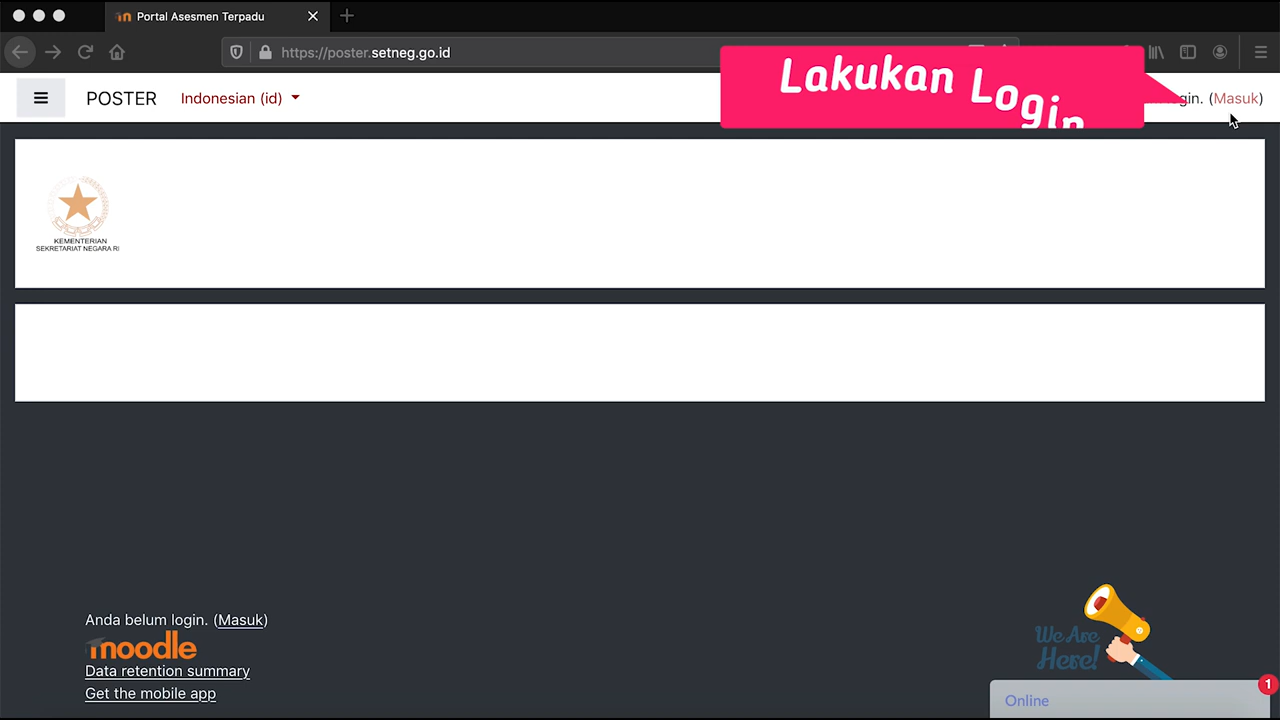 Portal Asesmen Terpadu
https://poster.setneg.go.id
POSTER
Indonesian (id)
Lakukan Login
login. (Masuk)
KEMENTERIAN
SEKRETARIAT NEGARA RI
Anda belum login. (Masuk)
moodle
Data retention summary
Get the mobile app
We Are
Here!
1
Online